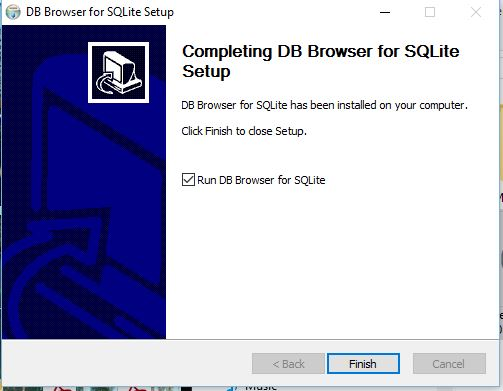 DB Browser for SQLite Setup
Completing DB Browser for SQLite
Setup
DB Browser for SQLite has been installed on your computer.
Click Finish to close Setup.
Run DB Browser for SQLite
< Back
Finish
Cancel
Music